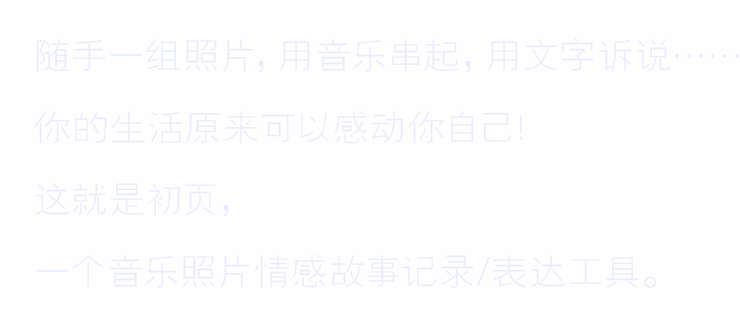 随手一组照片，用音乐串起，用文字诉说……
你的生活原来可以感动你自己!
这就是初页，
一个音乐照片情感故事记录/表达工具。